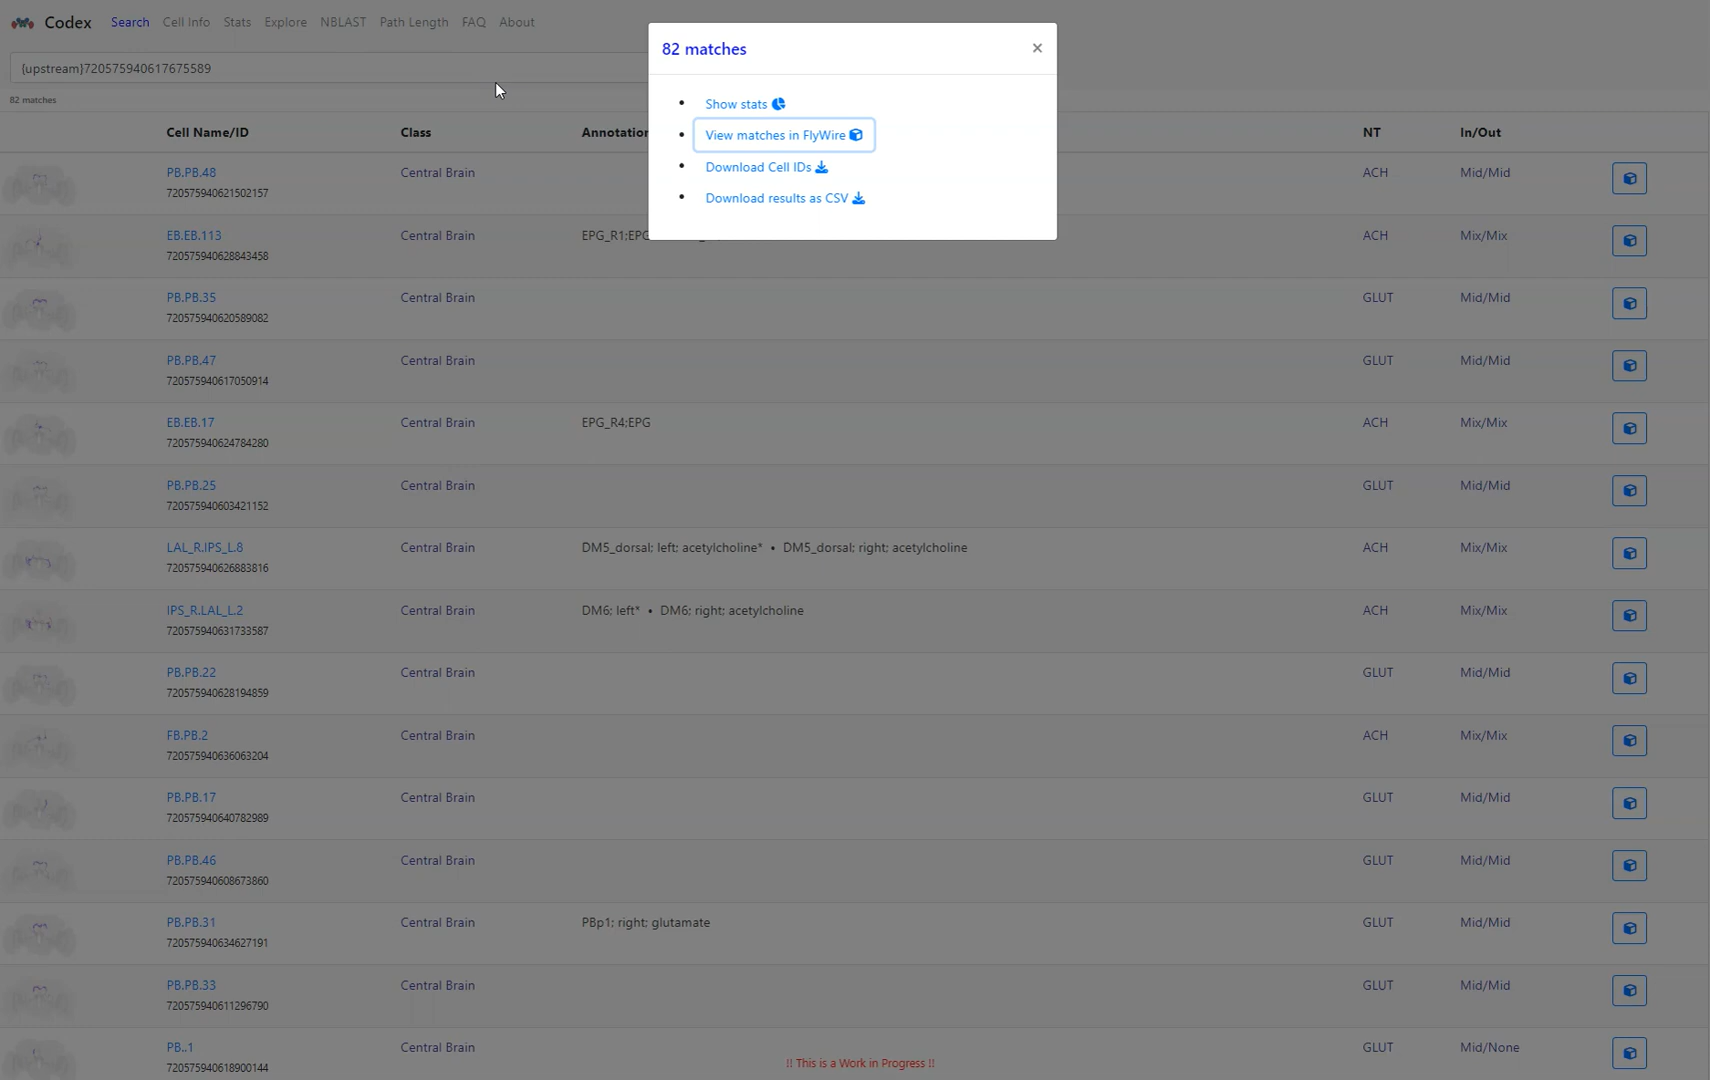 Codex Search Cell Info Stats Explore NBLAST Path Length FAQ About
{upstream}720575940617675589
82 matches
82 matches ×
• Show stats
• View matches in FlyWire
• Download Cell IDs
• Download results as CSV
Cell Name/ID Class Annotation NT In/Out
PB.PB.48 Central Brain ACH Mid/Mid
720575940621502157
EB.EB.113 Central Brain EPG_R1;EPG ACH Mix/Mix
720575940628843458
PB.PB.35 Central Brain GLUT Mid/Mid
720575940620589082
PB.PB.47 Central Brain GLUT Mid/Mid
720575940617050914
EB.EB.17 Central Brain EPG_R4;EPG ACH Mix/Mix
720575940624784280
PB.PB.25 Central Brain GLUT Mid/Mid
720575940603421152
LAL_R.IPS_L.8 Central Brain DM5_dorsal; left; acetylcholine* • DM5_dorsal; right; acetylcholine ACH Mix/Mix
720575940626883816
IPS_R.LAL_L.2 Central Brain DM6; left* • DM6; right; acetylcholine ACH Mix/Mix
720575940631733587
PB.PB.22 Central Brain GLUT Mid/Mid
720575940628194859
FB.PB.2 Central Brain ACH Mix/Mix
720575940636063204
PB.PB.17 Central Brain GLUT Mid/Mid
720575940640782989
PB.PB.46 Central Brain GLUT Mid/Mid
720575940608673860
PB.PB.31 Central Brain PBp1; right; glutamate GLUT Mid/Mid
720575940634627191
PB.PB.33 Central Brain GLUT Mid/Mid
720575940611296790
PB..1 Central Brain GLUT Mid/None
720575940618900144
!! This is a Work in Progress !!